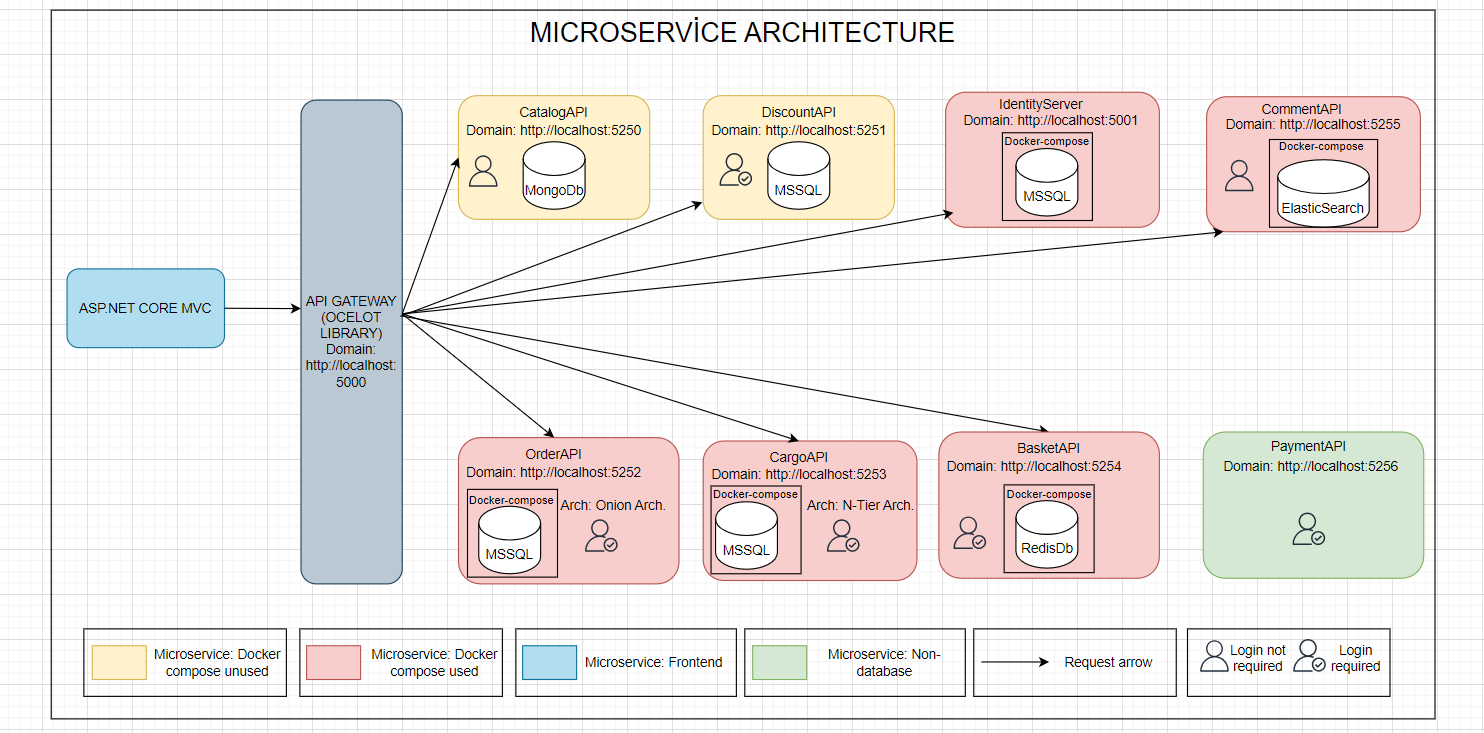 MICROSERVİCE ARCHITECTURE
CatalogAPI
Domain: http://localhost:5250
MongoDb
DiscountAPI
Domain: http://localhost:5251
MSSQL
IdentityServer
Domain: http://localhost:5001
Docker-compose
MSSQL
CommentAPI
Domain: http://localhost:5255
Docker-compose
ElasticSearch
ASP.NET CORE MVC
API GATEWAY
(OCELOT
LIBRARY)
Domain:
http://localhost:
5000
OrderAPI
Domain: http://localhost:5252
Docker-compose
Arch: Onion Arch.
MSSQL
CargoAPI
Domain: http://localhost:5253
Docker-compose
Arch: N-Tier Arch.
MSSQL
BasketAPI
Domain: http://localhost:5254
Docker-compose
RedisDb
PaymentAPI
Domain: http://localhost:5256
Microservice: Docker
compose unused
Microservice: Docker
compose used
Microservice: Frontend
Microservice: Non-
database
Request arrow
Login not
required
Login
required